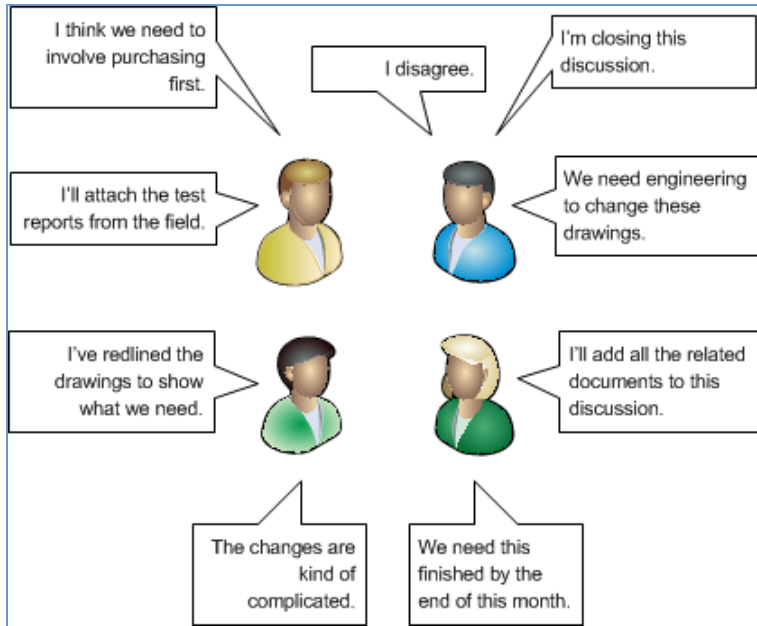 I think we need to
involve purchasing
first.
I disagree.
I'm closing this
discussion.
I'll attach the test
reports from the field.
We need engineering
to change these
drawings.
I've redlined the
drawings to show
what we need.
I'll add all the related
documents to this
discussion.
The changes are
kind of
complicated.
We need this
finished by the
end of this month.